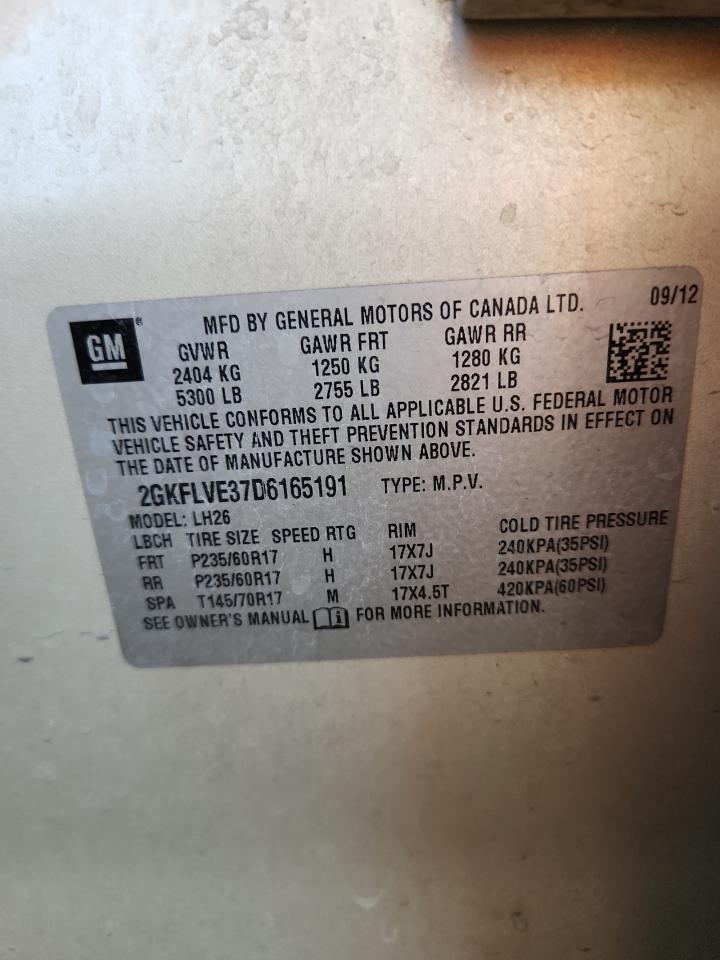 GM ®
MFD BY GENERAL MOTORS OF CANADA LTD. 09/12
GVWR GAWR FRT GAWR RR
2404 KG 1250 KG 1280 KG
5300 LB 2755 LB 2821 LB
THIS VEHICLE CONFORMS TO ALL APPLICABLE U.S. FEDERAL MOTOR
VEHICLE SAFETY AND THEFT PREVENTION STANDARDS IN EFFECT ON
THE DATE OF MANUFACTURE SHOWN ABOVE.
2GKFLVE37D6165191 TYPE: M.P.V.
MODEL: LH26
LBCH TIRE SIZE SPEED RTG RIM COLD TIRE PRESSURE
FRT P235/60R17 H 17X7J 240KPA(35PSI)
RR P235/60R17 H 17X7J 240KPA(35PSI)
SPA T145/70R17 M 17X4.5T 420KPA(60PSI)
SEE OWNER'S MANUAL i FOR MORE INFORMATION.